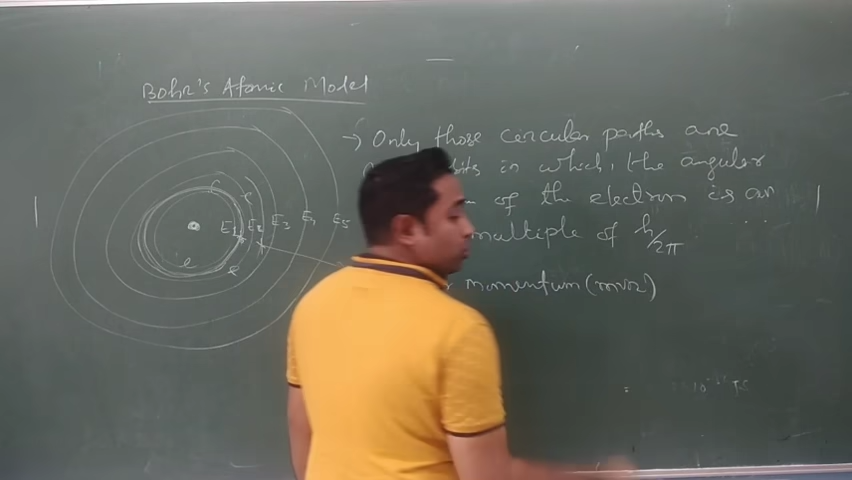 Bohr's Atomic Model
→ Only those circular paths are
in which, the angular
of the electron is an
multiple of h/2π
momentum (mvr)
E1 E2 E3 E4 E5
e
e
e
e